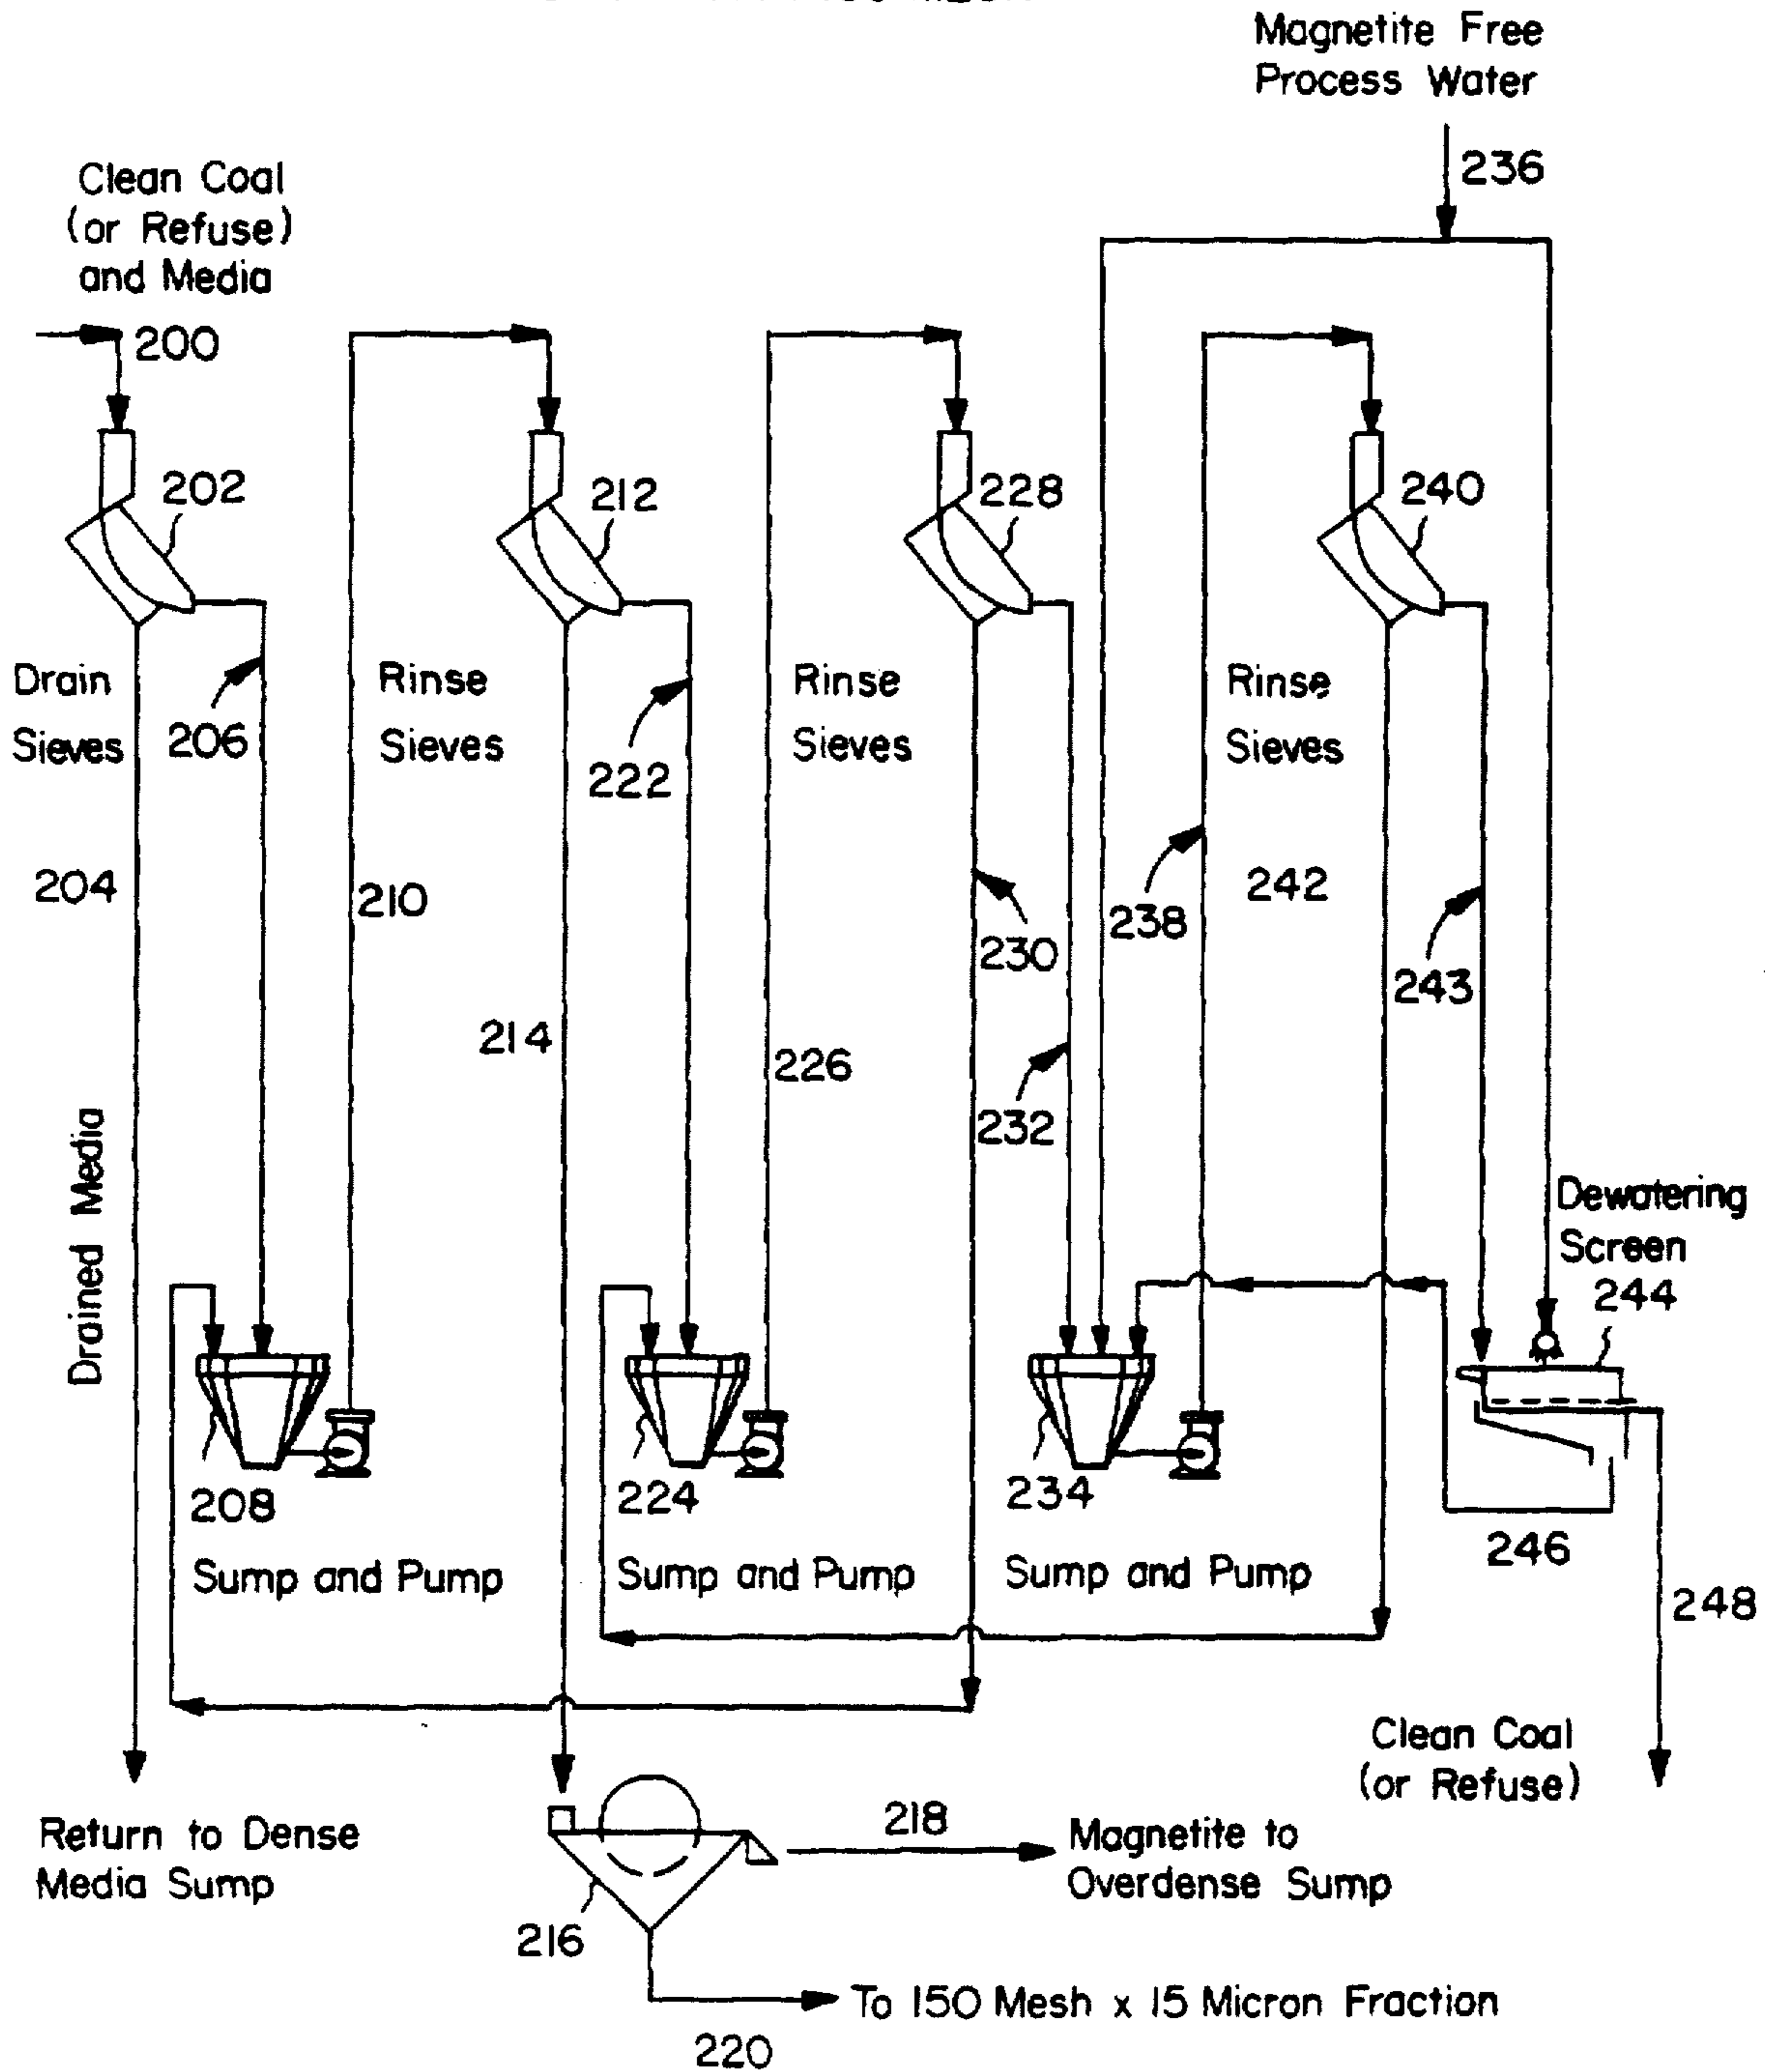 Magnetite Free
Process Water
236
Clean Coal
(or Refuse)
and Media
200
202
212
228
240
Drain
Sieves
206
Rinse
Sieves
222
Rinse
Sieves
Rinse
Sieves
204
210
230
238
242
243
214
226
232
Drained Media
Dewatering
Screen
244
208
224
234
246
Sump and Pump
Sump and Pump
Sump and Pump
248
Clean Coal
(or Refuse)
Return to Dense
Media Sump
218
Magnetite to
Overdense Sump
216
To 150 Mesh x 15 Micron Fraction
220